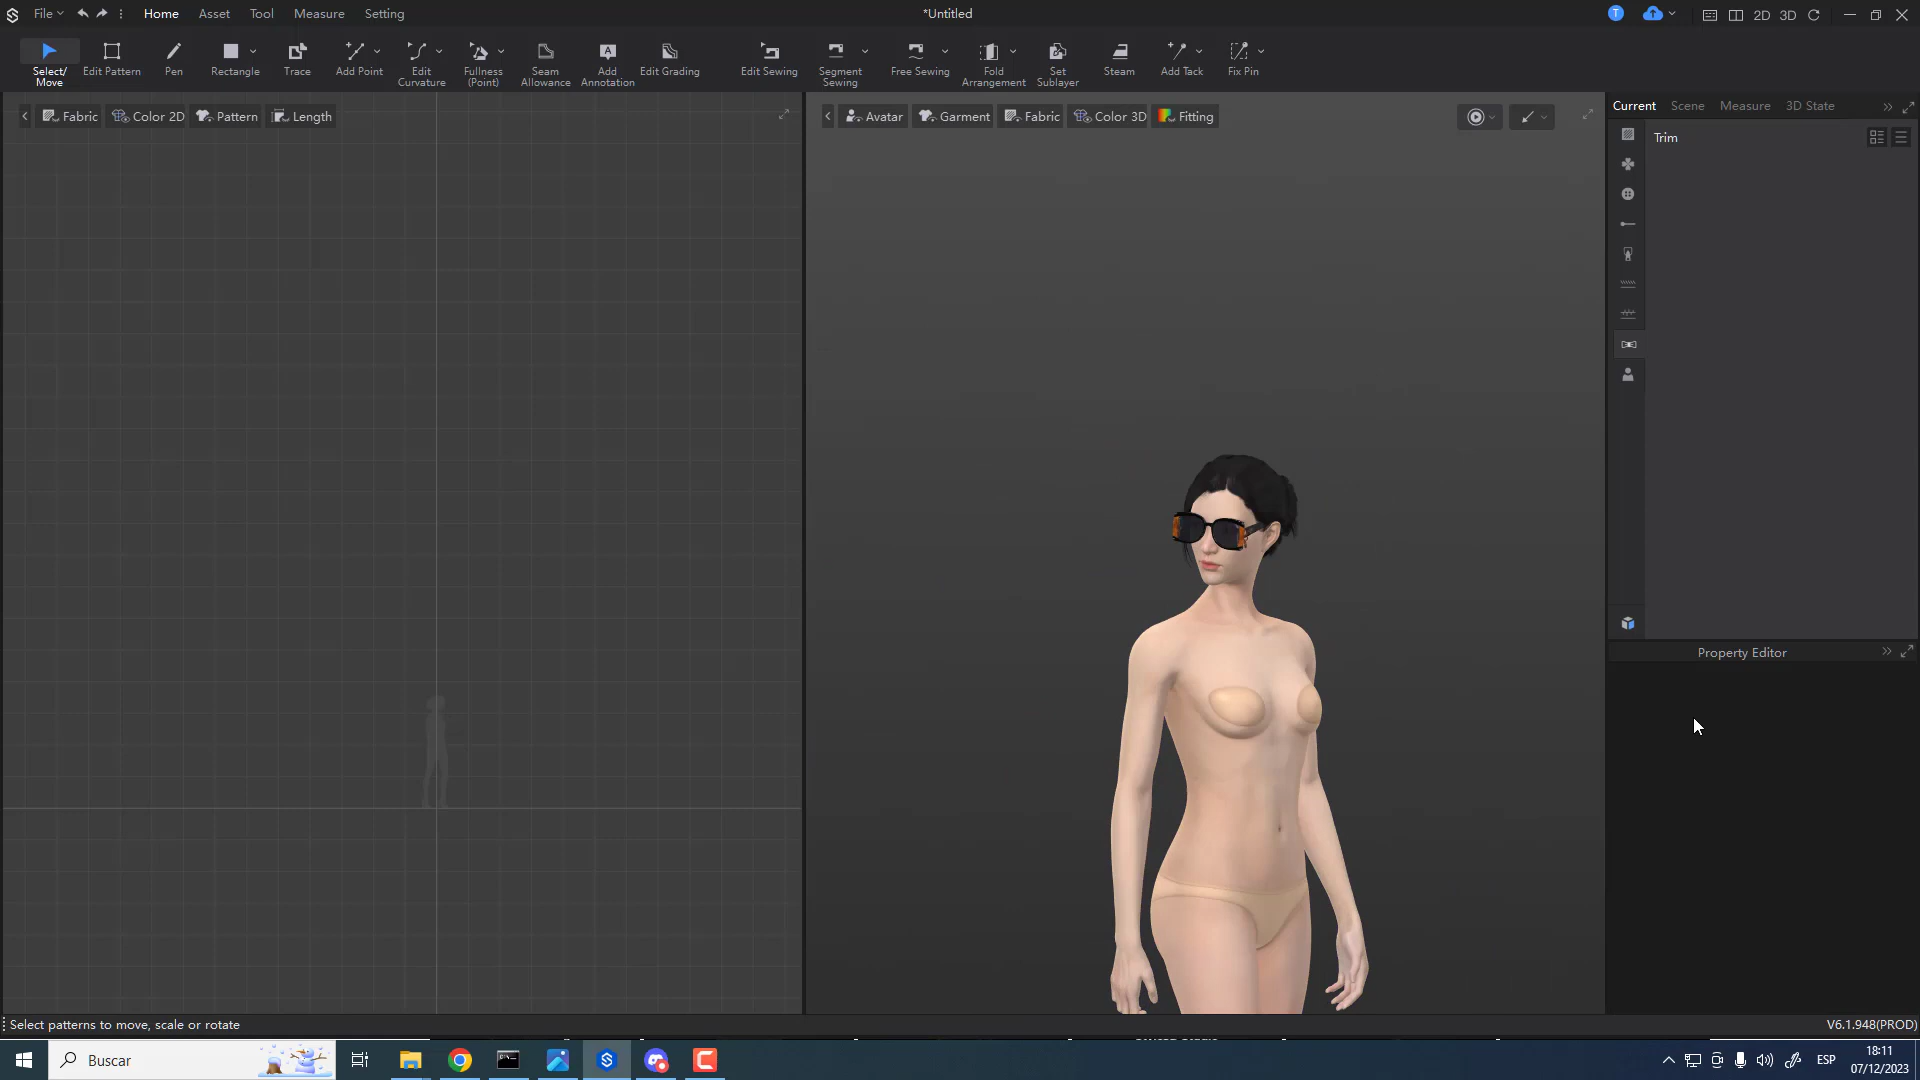 File Home Asset Tool Measure Setting *Untitled T 2D 3D
Select/
Move
Edit Pattern
Pen
Rectangle
Trace
Add Point
Edit
Curvature
Fullness
(Point)
Seam
Allowance
Add
Annotation
Edit Grading
Edit Sewing
Segment
Sewing
Free Sewing
Fold
Arrangement
Set
Sublayer
Steam
Add Tack
Fix Pin
Fabric Color 2D Pattern Length
Avatar Garment Fabric Color 3D Fitting
Current Scene Measure 3D State
Trim
Property Editor
Select patterns to move, scale or rotate
V6.1.948(PROD)
Buscar
ESP
18:11
07/12/2023